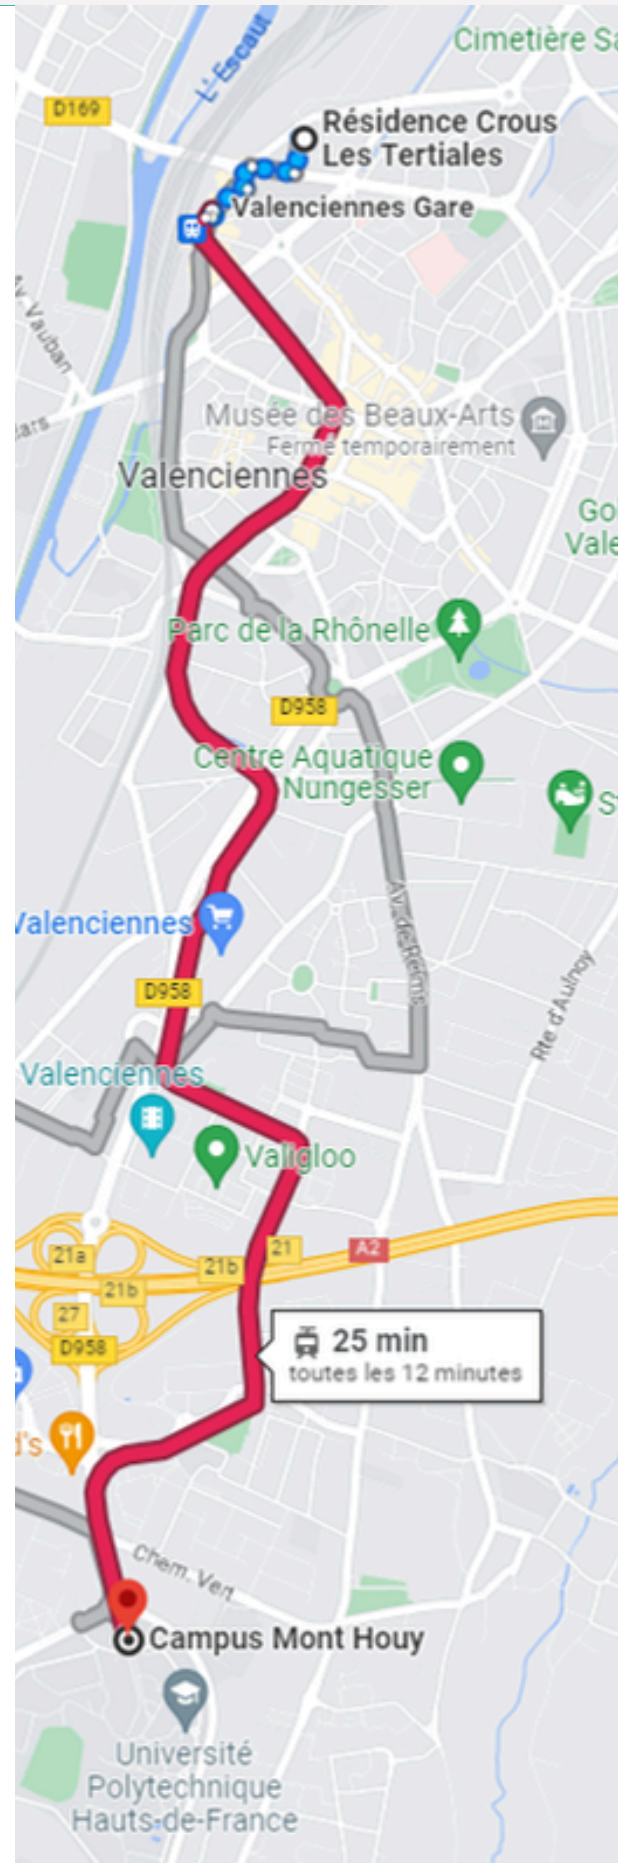 L'Escaut
Cimetière Sa
D169
Résidence Crous
Les Tertiales
Valenciennes Gare
Av. Vauban
Musée des Beaux-Arts
Fermé temporairement
Valenciennes
Parc de la Rhônelle
D958
Centre Aquatique
Nungesser
Av. de Reims
Valenciennes
D958
Rte d'Aulnoy
Valenciennes
Valigloo
21
A2
21a
21b
21b
27
D958
25 min
toutes les 12 minutes
d's
Chem. Vert
Campus Mont Houy
Université
Polytechnique
Hauts-de-France